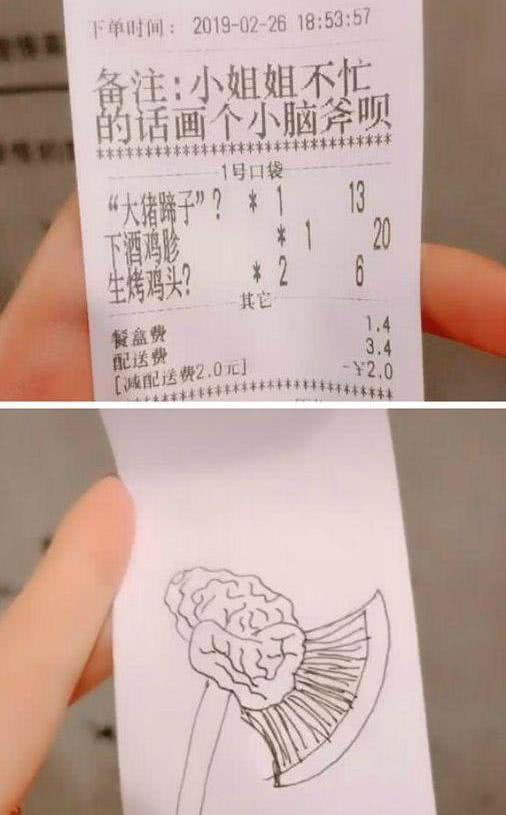 下单时间： 2019-02-26 18:53:57
备注:小姐姐不忙
的话画个小脑斧呗
********************************
1号口袋
“大猪蹄子”？ * 1 13
下酒鸡胗 * 1 20
生烤鸡头? * 2 6
其它
餐盒费 1.4
配送费 3.4
[减配送费2.0元] -￥2.0
********************************